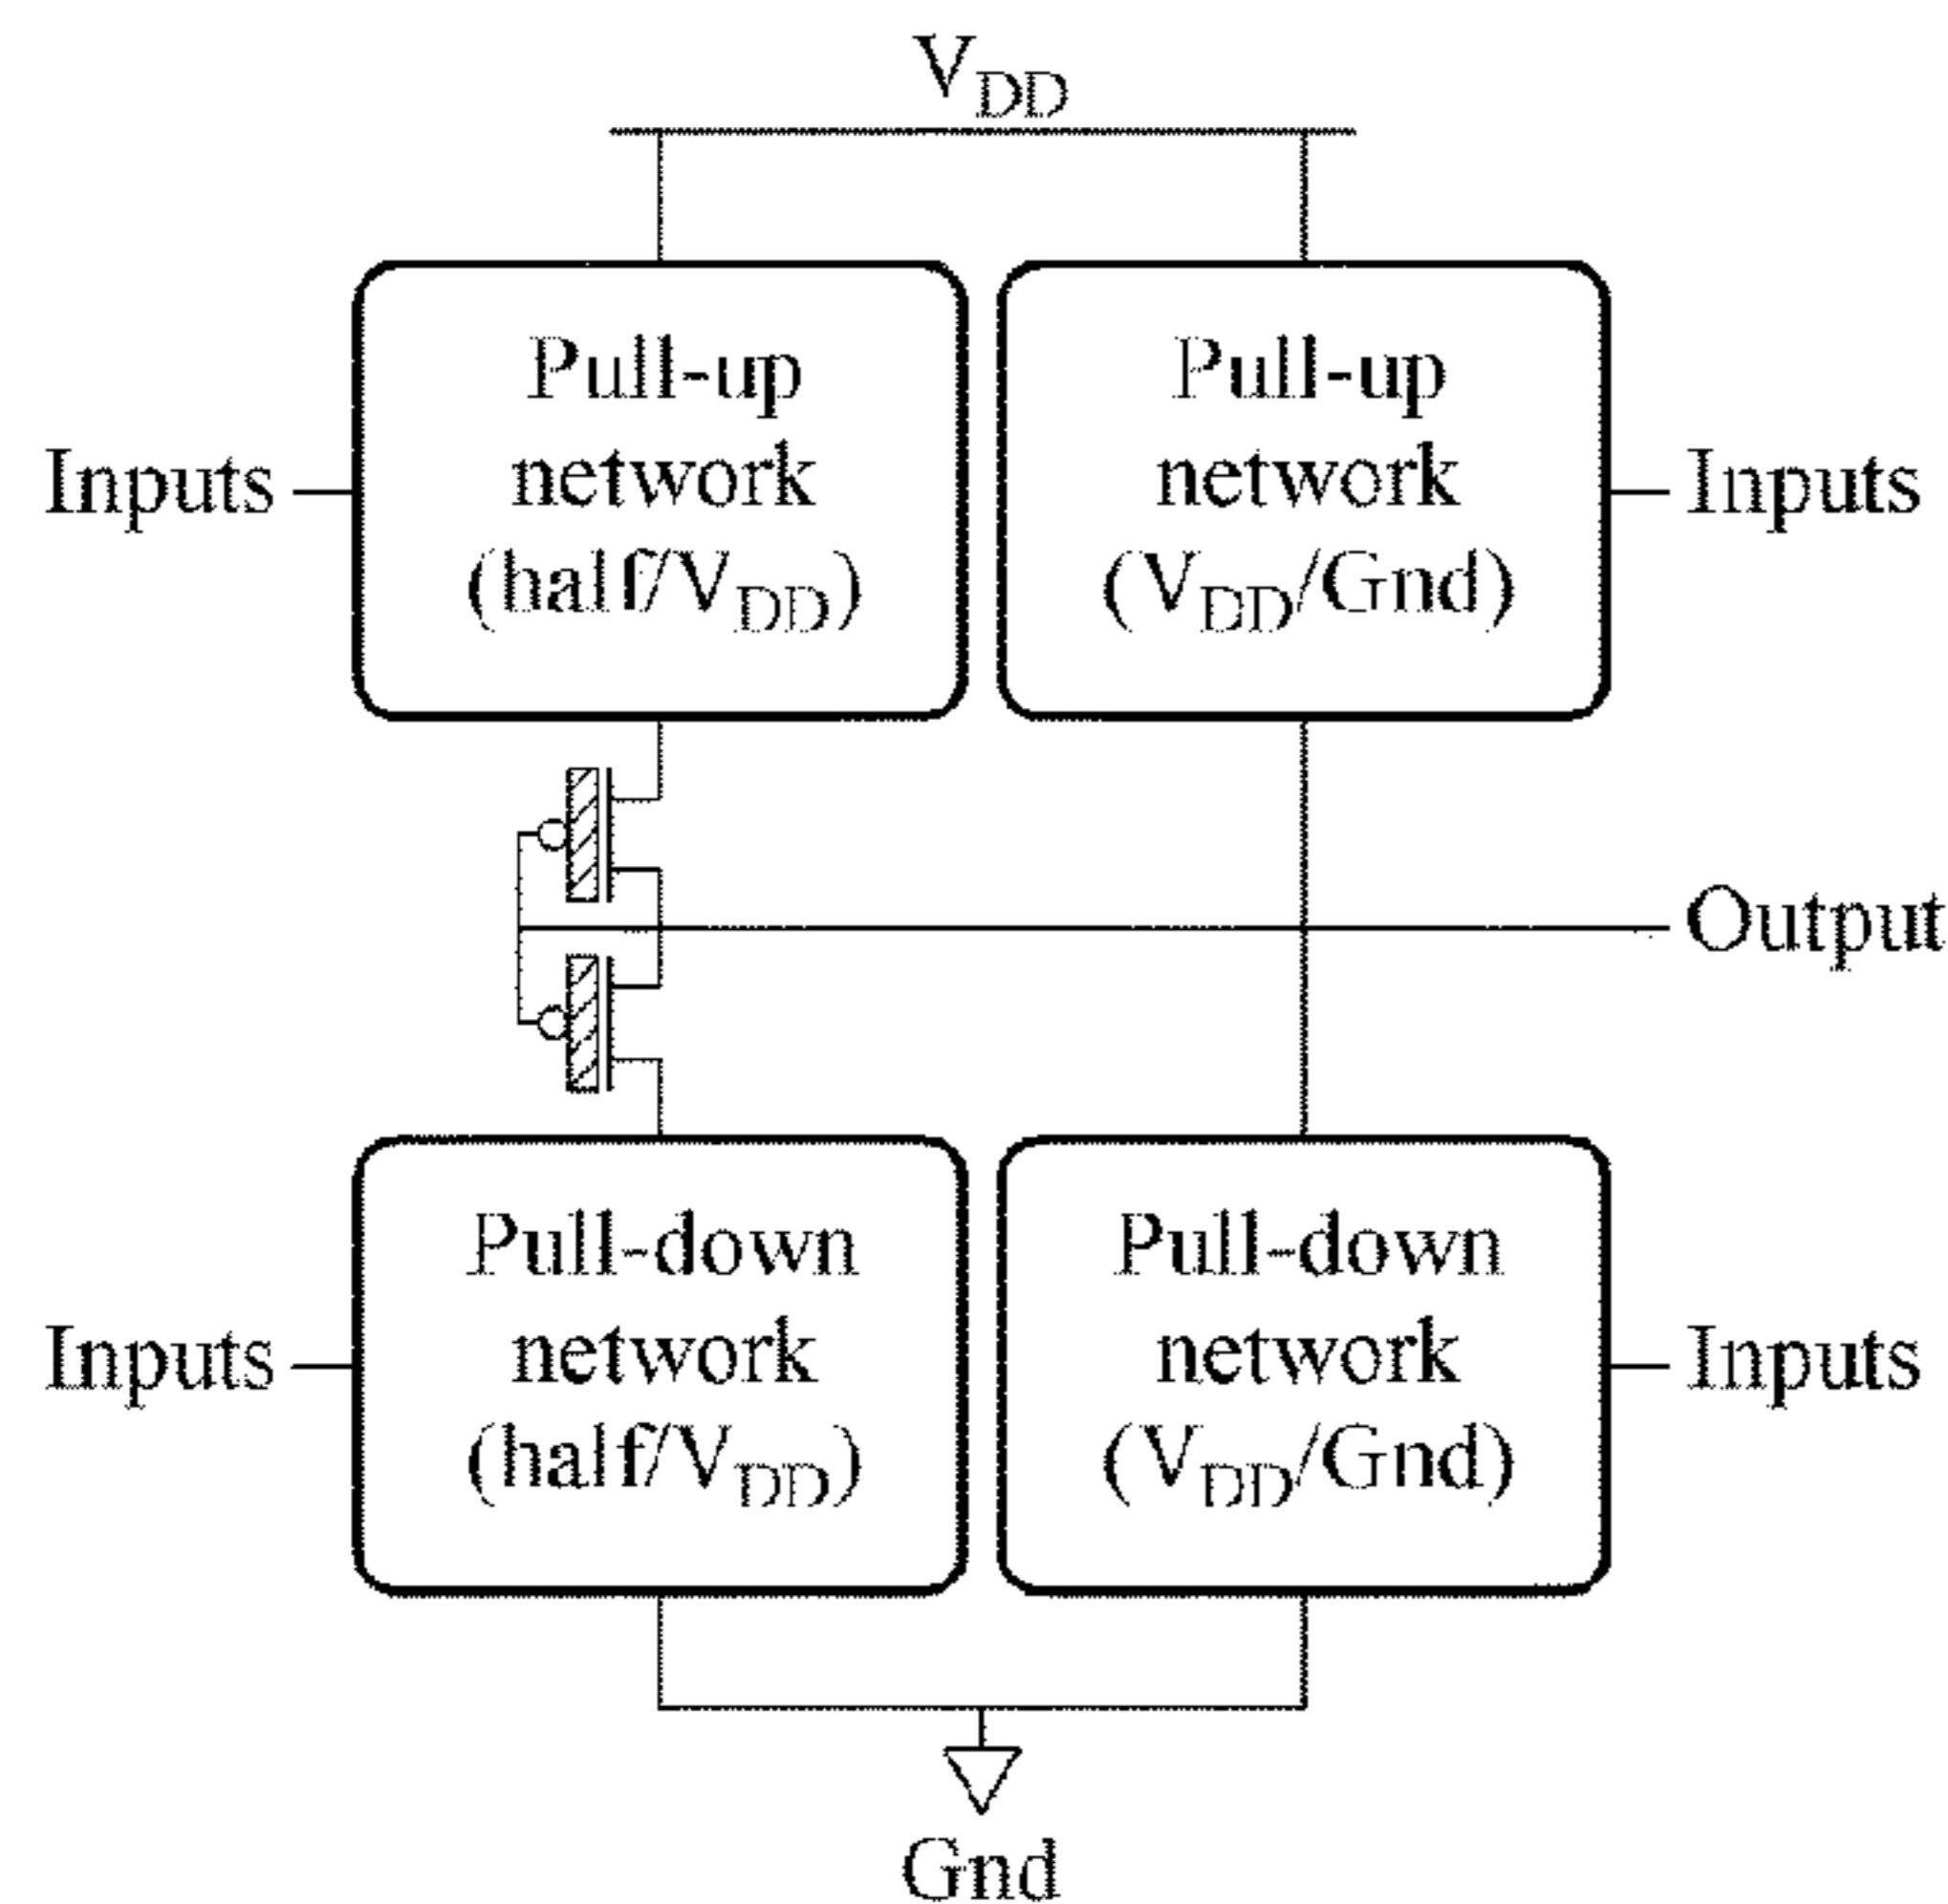 VDD
Pull-up
network
(half/VDD)
Pull-up
network
(VDD/Gnd)
Inputs
Inputs
Output
Pull-down
network
(half/VDD)
Pull-down
network
(VDD/Gnd)
Inputs
Inputs
Gnd